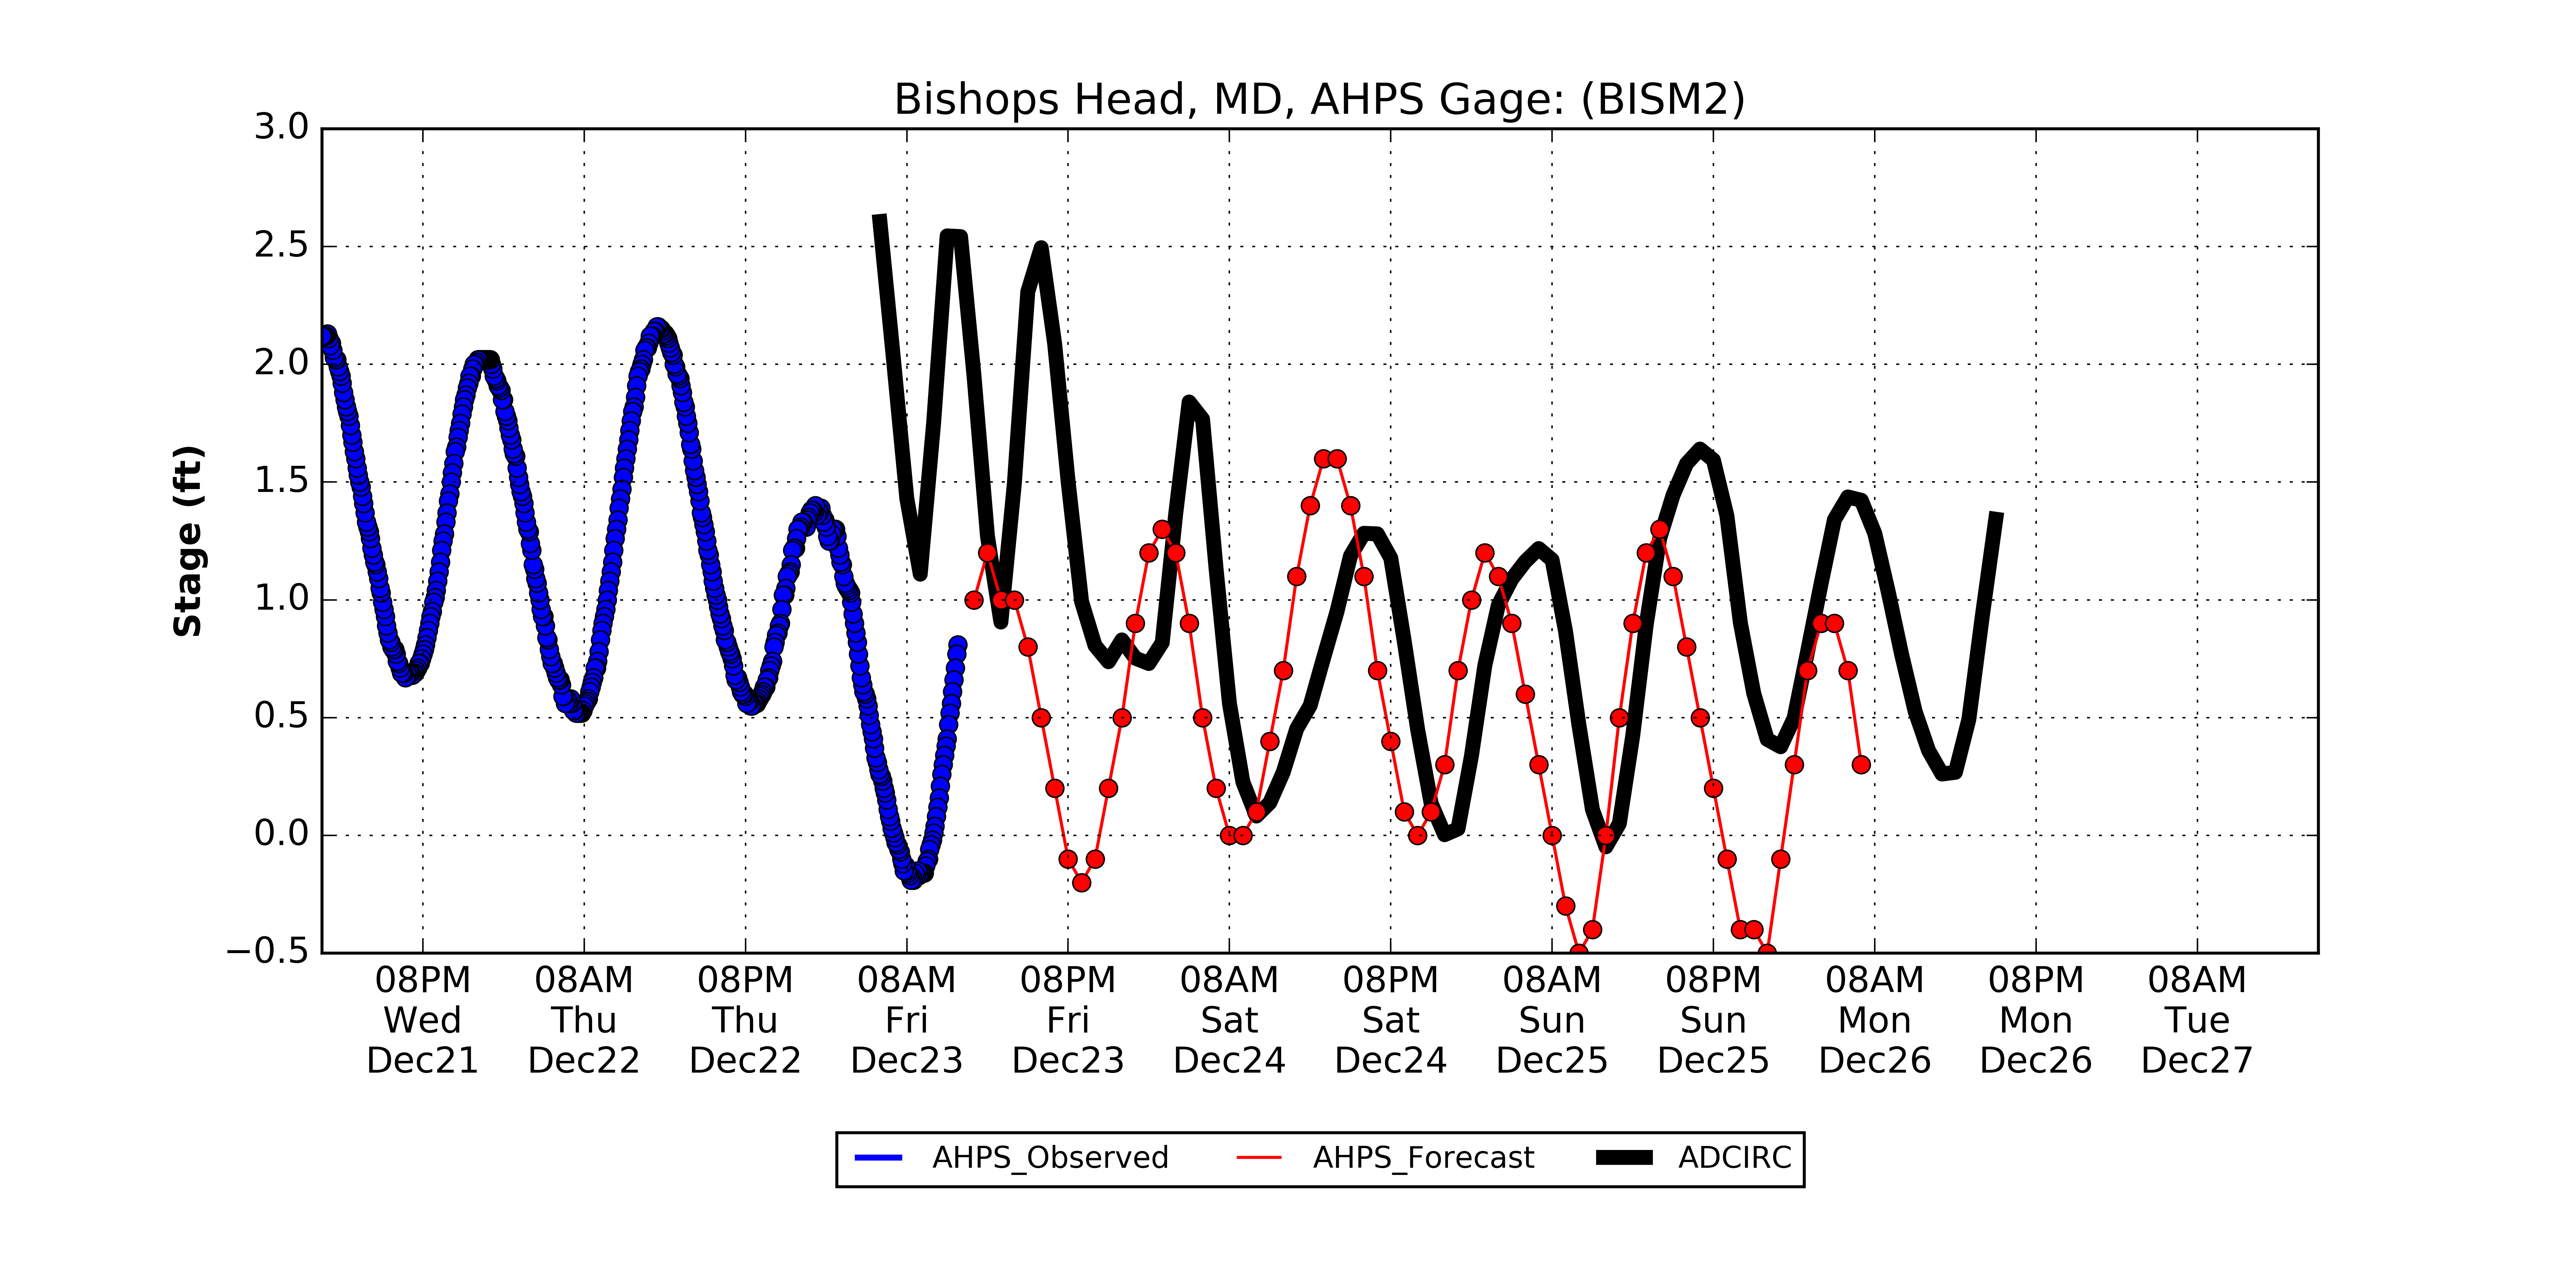 Bishops Head, MD, AHPS Gage: (BISM2)
3.0
2.5
2.0
1.5
1.0
0.5
0.0
−0.5
Stage (ft)
08PM 08AM 08PM 08AM 08PM 08AM 08PM 08AM 08PM 08AM 08PM 08AM
Wed Thu Thu Fri Fri Sat Sat Sun Sun Mon Mon Tue
Dec21 Dec22 Dec22 Dec23 Dec23 Dec24 Dec24 Dec25 Dec25 Dec26 Dec26 Dec27
AHPS_Observed AHPS_Forecast ADCIRC